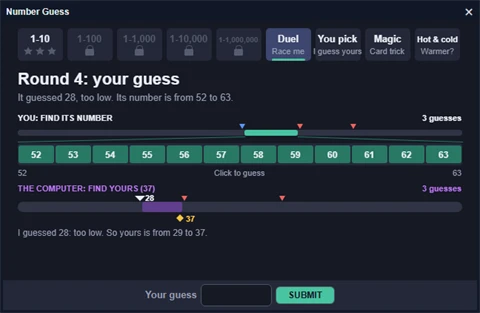 Number Guess
1-10
1-100
1-1,000
1-10,000
1-1,000,000
Duel
Race me
You pick
I guess yours
Magic
Card trick
Hot & cold
Warmer?
Round 4: your guess
It guessed 28, too low. Its number is from 52 to 63.
YOU: FIND ITS NUMBER 3 guesses
52 53 54 55 56 57 58 59 60 61 62 63
52 Click to guess 63
THE COMPUTER: FIND YOURS (37) 3 guesses
28
37
I guessed 28: too low. So yours is from 29 to 37.
Your guess SUBMIT